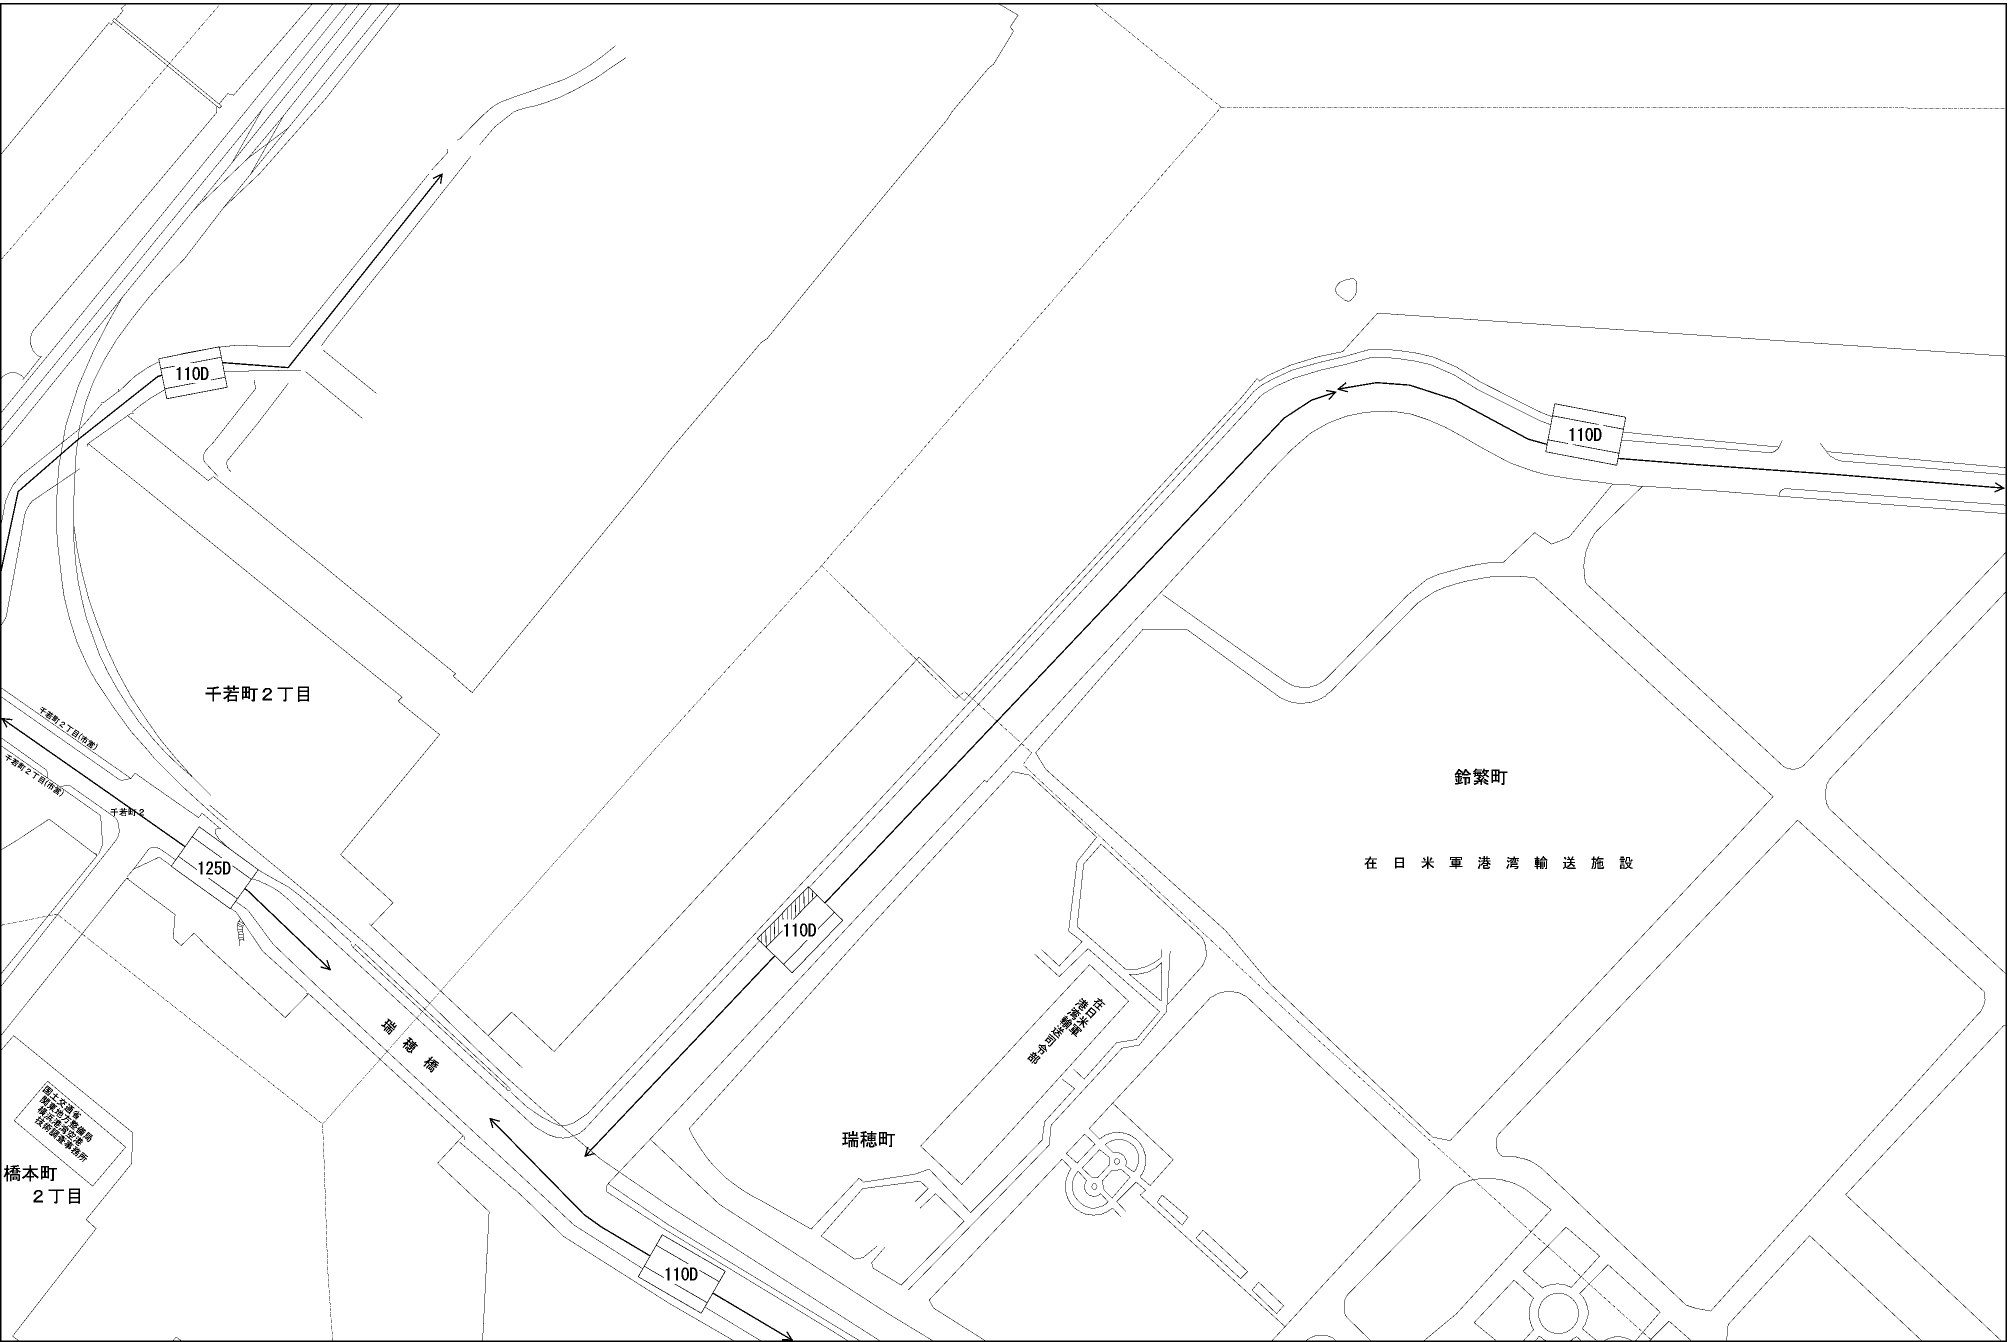 110D
110D
千若町２丁目
千若町２丁目(市営)
千若町２丁目(市営)
千若町２
鈴繁町
125D
在日米軍港湾輸送施設
110D
在日米軍
港湾輸送司令部
瑞穂橋
国土交通省
関東地方整備局
横浜港湾空港
技術調査事務所
瑞穂町
橋本町
２丁目
110D